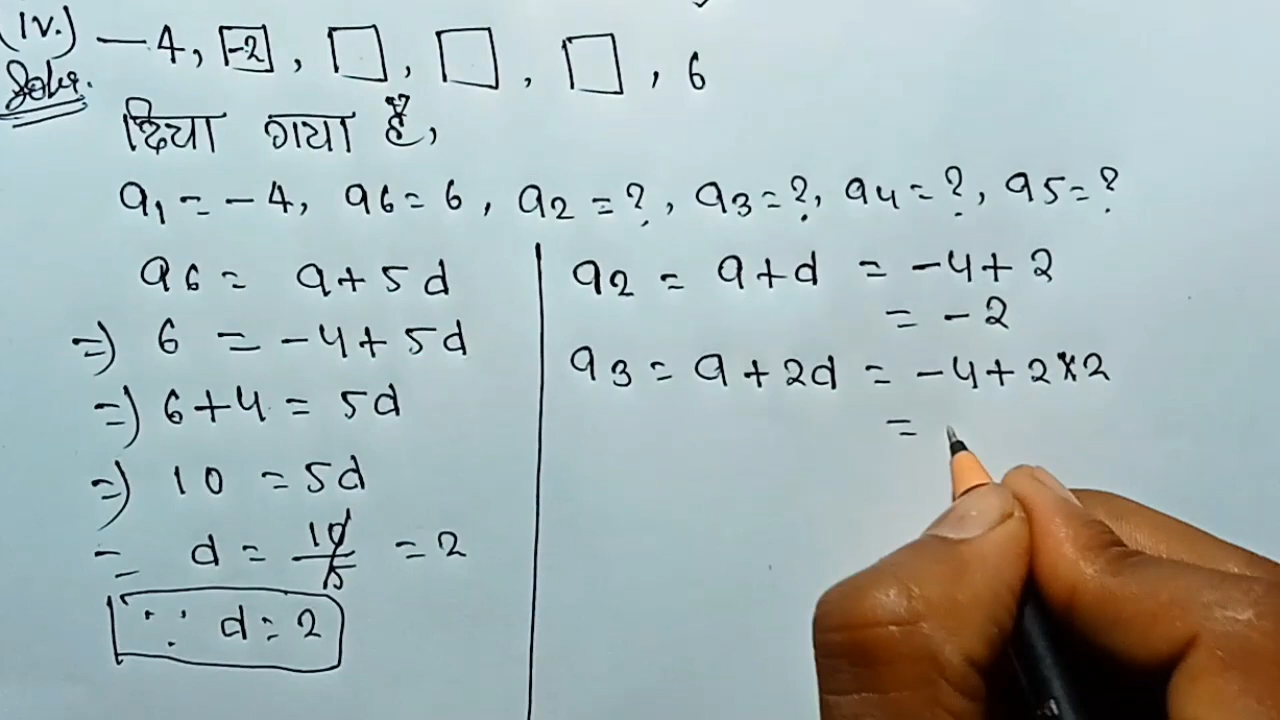 (iv.) -4, [-2], □, □, □, 6
Soln.
दिया गया है,
a1 = -4, a6 = 6, a2 = ?, a3 = ?, a4 = ?, a5 = ?
a6 = a + 5d
=> 6 = -4 + 5d
=> 6 + 4 = 5d
=> 10 = 5d
= d = 10/5 = 2
∵ d = 2
a2 = a + d = -4 + 2
= -2
a3 = a + 2d = -4 + 2×2
=